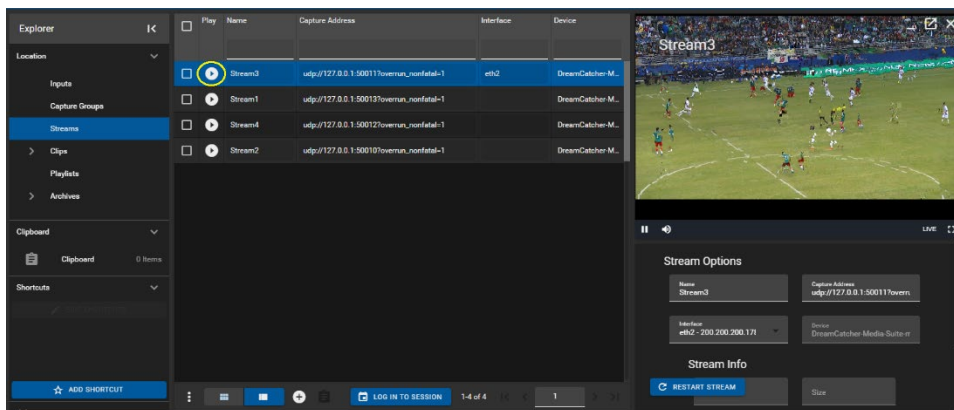 Explorer
Location
Inputs
Capture Groups
Streams
Clips
Playlists
Archives
Clipboard
Clipboard 0 Items
Shortcuts
ADD SHORTCUT
Play Name Capture Address Interface Device
Stream3 udp://127.0.0.1:50011?overrun_nonfatal=1 eth2 DreamCatcher-M...
Stream1 udp://127.0.0.1:50013?overrun_nonfatal=1 DreamCatcher-M...
Stream4 udp://127.0.0.1:50012?overrun_nonfatal=1 DreamCatcher-M...
Stream2 udp://127.0.0.1:50010?overrun_nonfatal=1 DreamCatcher-M...
LOG IN TO SESSION 1-4 of 4 1
Stream3
LIVE
Stream Options
Name
Stream3
Capture Address
udp://127.0.0.1:50011?overr
Interface
eth2 - 200.200.200.171
Device
DreamCatcher-Media-Suite-m
Stream Info
RESTART STREAM
Size